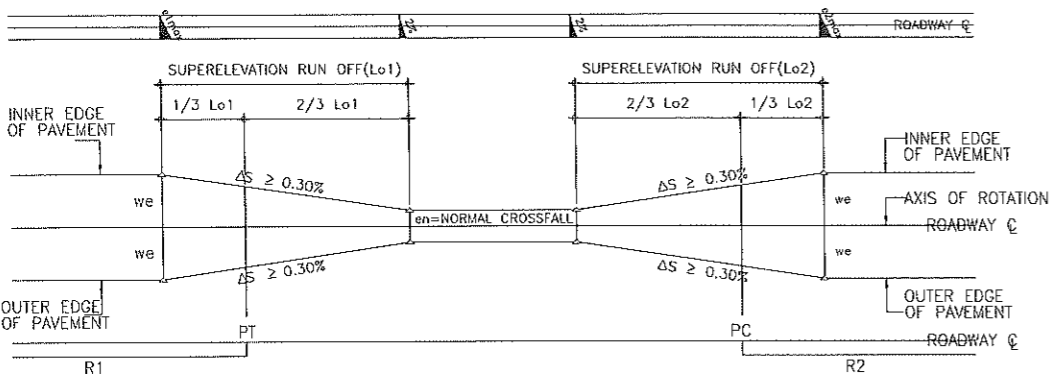 e1max
2%
2%
e2max
ROADWAY ℄
SUPERELEVATION RUN OFF(Lo1)
SUPERELEVATION RUN OFF(Lo2)
1/3 Lo1
2/3 Lo1
2/3 Lo2
1/3 Lo2
INNER EDGE
OF PAVEMENT
INNER EDGE
OF PAVEMENT
ΔS ≥ 0.30%
ΔS ≥ 0.30%
we
we
AXIS OF ROTATION
en=NORMAL CROSSFALL
ROADWAY ℄
we
we
ΔS ≥ 0.30%
ΔS ≥ 0.30%
OUTER EDGE
OF PAVEMENT
OUTER EDGE
OF PAVEMENT
PT
PC
ROADWAY ℄
R1
R2